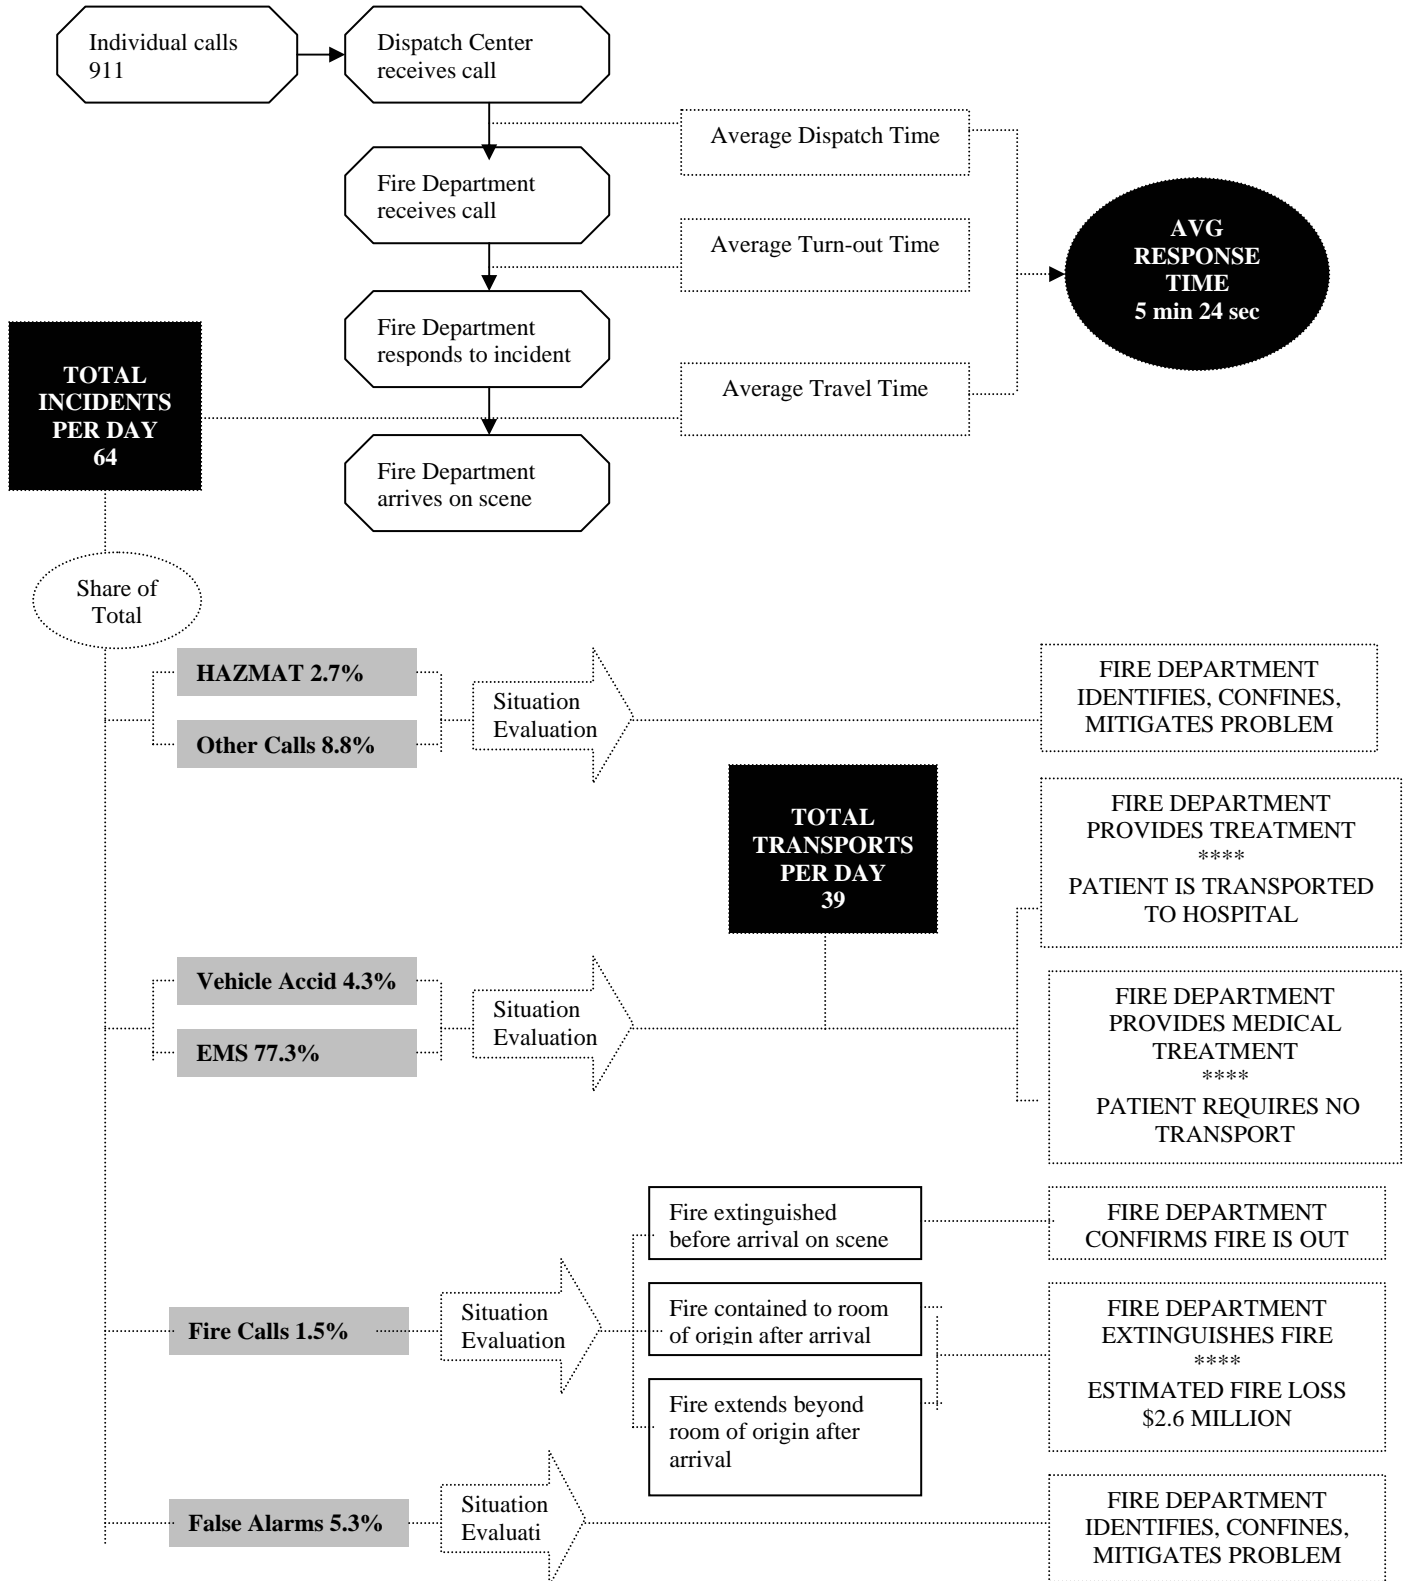 Individual calls
911
Dispatch Center
receives call
Average Dispatch Time
Fire Department
receives call
Average Turn-out Time
AVG
RESPONSE
TIME
5 min 24 sec
Fire Department
responds to incident
Average Travel Time
TOTAL
INCIDENTS
PER DAY
64
Fire Department
arrives on scene
Share of
Total
HAZMAT 2.7%
Other Calls 8.8%
Situation
Evaluation
FIRE DEPARTMENT
IDENTIFIES, CONFINES,
MITIGATES PROBLEM
TOTAL
TRANSPORTS
PER DAY
39
FIRE DEPARTMENT
PROVIDES TREATMENT
****
PATIENT IS TRANSPORTED
TO HOSPITAL
Vehicle Accid 4.3%
EMS 77.3%
Situation
Evaluation
FIRE DEPARTMENT
PROVIDES MEDICAL
TREATMENT
****
PATIENT REQUIRES NO
TRANSPORT
Fire Calls 1.5%
Situation
Evaluation
Fire extinguished
before arrival on scene
FIRE DEPARTMENT
CONFIRMS FIRE IS OUT
Fire contained to room
of origin after arrival
Fire extends beyond
room of origin after
arrival
FIRE DEPARTMENT
EXTINGUISHES FIRE
****
ESTIMATED FIRE LOSS
$2.6 MILLION
False Alarms 5.3%
Situation
Evaluati
FIRE DEPARTMENT
IDENTIFIES, CONFINES,
MITIGATES PROBLEM